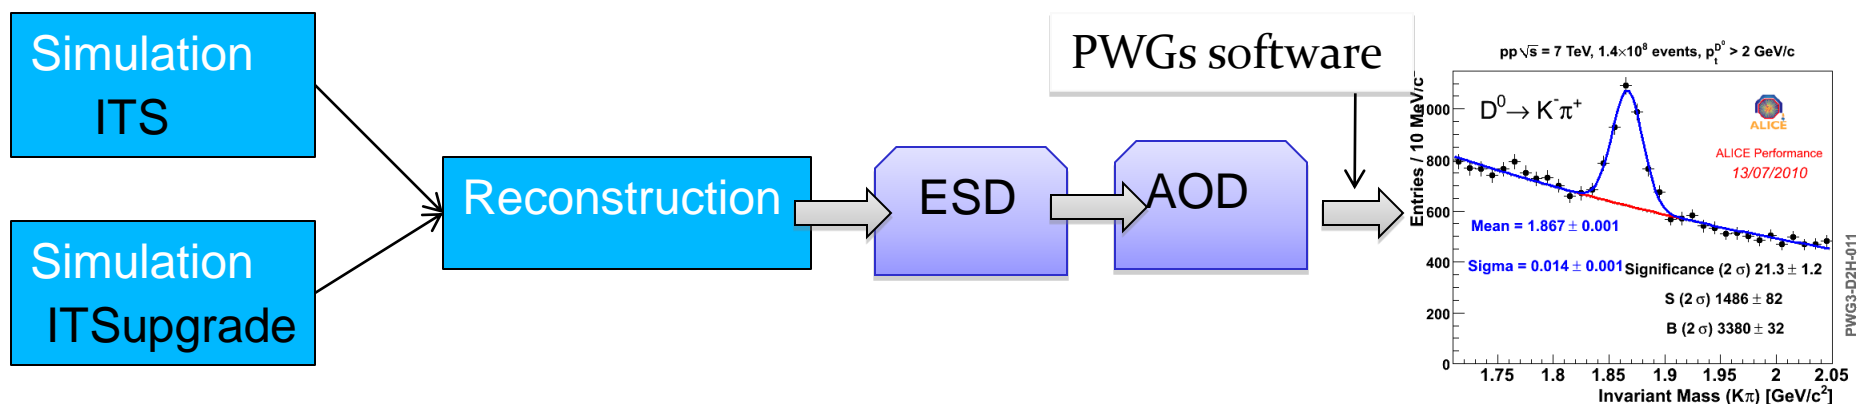 Simulation
ITS
Simulation
ITSupgrade
Reconstruction
ESD
AOD
PWGs software
pp √s = 7 TeV, 1.4×10⁸ events, pₜᴰ⁰ > 2 GeV/c
D⁰→ K⁻π⁺
ALICE
ALICE Performance
13/07/2010
Mean = 1.867 ± 0.001
Sigma = 0.014 ± 0.001
Significance (2 σ) 21.3 ± 1.2
S (2 σ) 1486 ± 82
B (2 σ) 3380 ± 32
Entries / 10 MeV/c
1000
800
600
400
200
0
1.75 1.8 1.85 1.9 1.95 2 2.05
Invariant Mass (Kπ) [GeV/c²]
PWG3-D2H-011